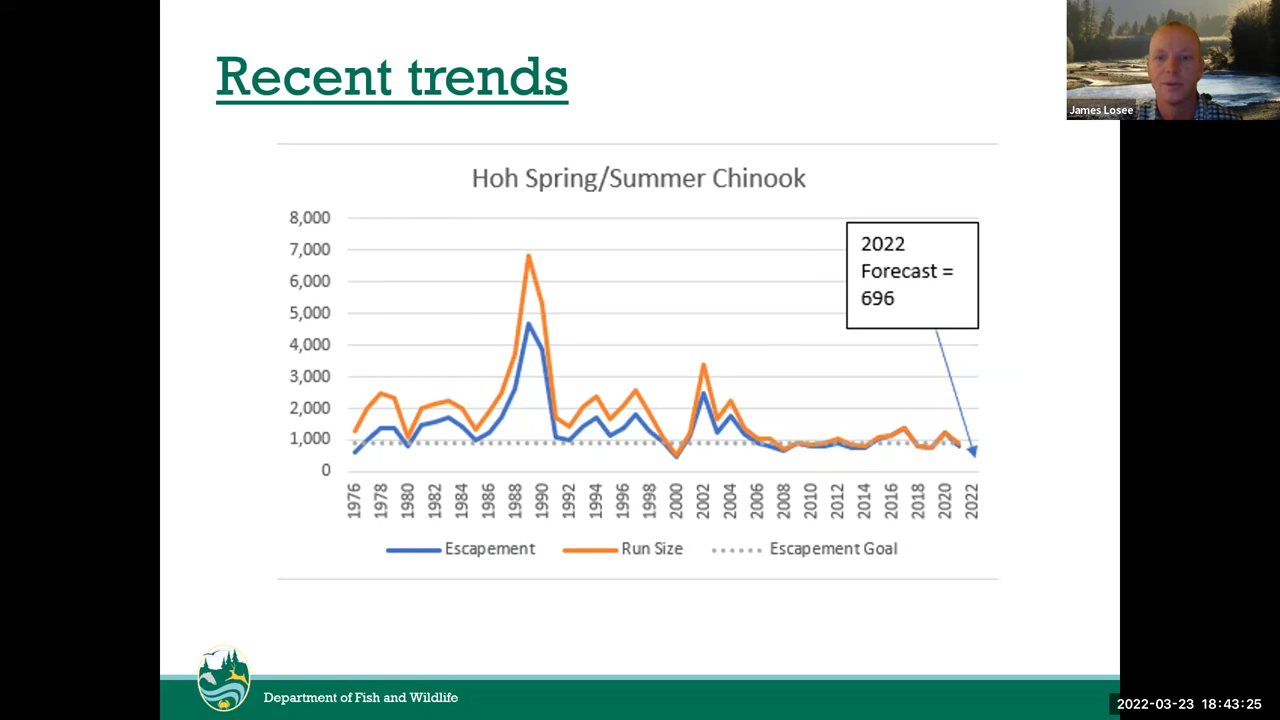 Recent trends
James Losee
Hoh Spring/Summer Chinook
8,000
7,000
6,000
5,000
4,000
3,000
2,000
1,000
0
2022
Forecast =
696
1976 1978 1980 1982 1984 1986 1988 1990 1992 1994 1996 1998 2000 2002 2004 2006 2008 2010 2012 2014 2016 2018 2020 2022
Escapement Run Size Escapement Goal
Department of Fish and Wildlife
2022-03-23 18:43:25